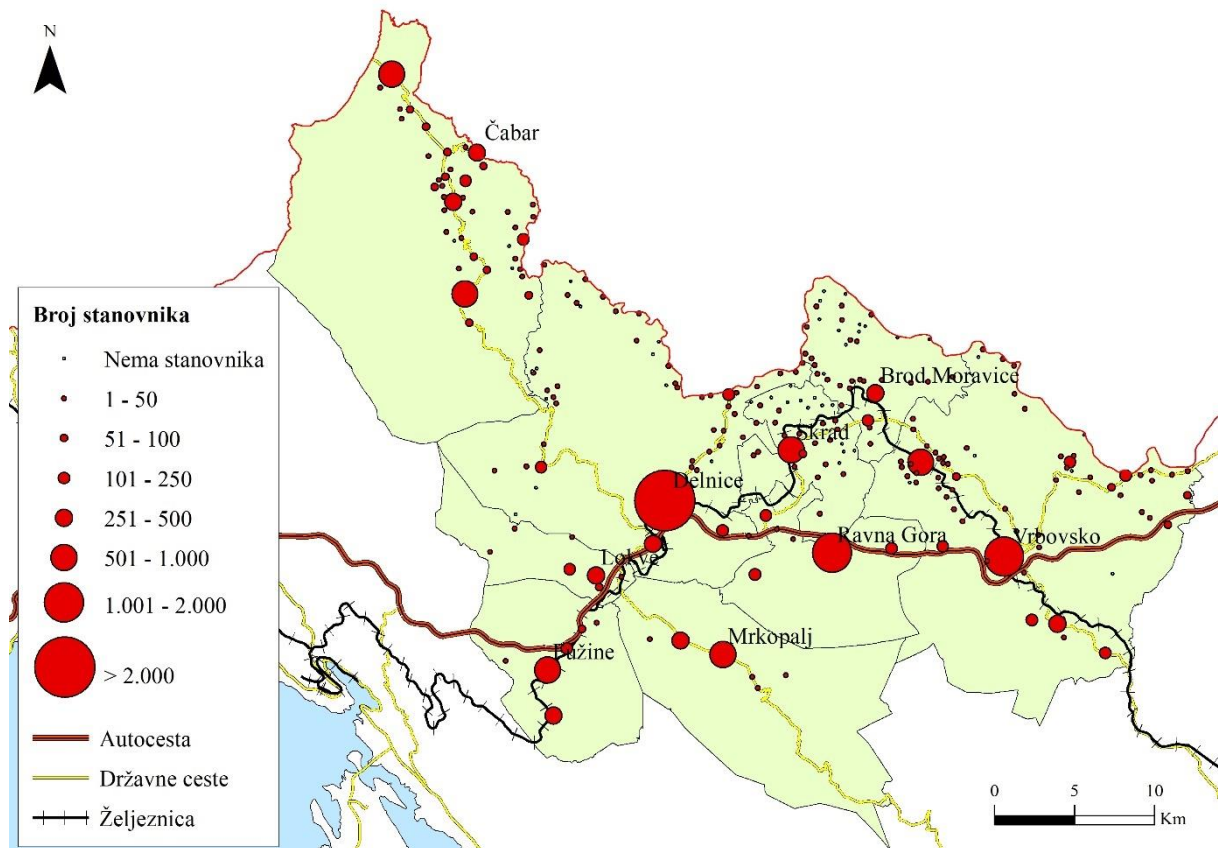 N
Čabar
Brod Moravice
Skrad
Delnice
Ravna Gora
Vrbovsko
Lokve
Mrkopalj
Fužine
Broj stanovnika
Nema stanovnika
1 - 50
51 - 100
101 - 250
251 - 500
501 - 1.000
1.001 - 2.000
> 2.000
Autocesta
Državne ceste
Željeznica
0 5 10
Km